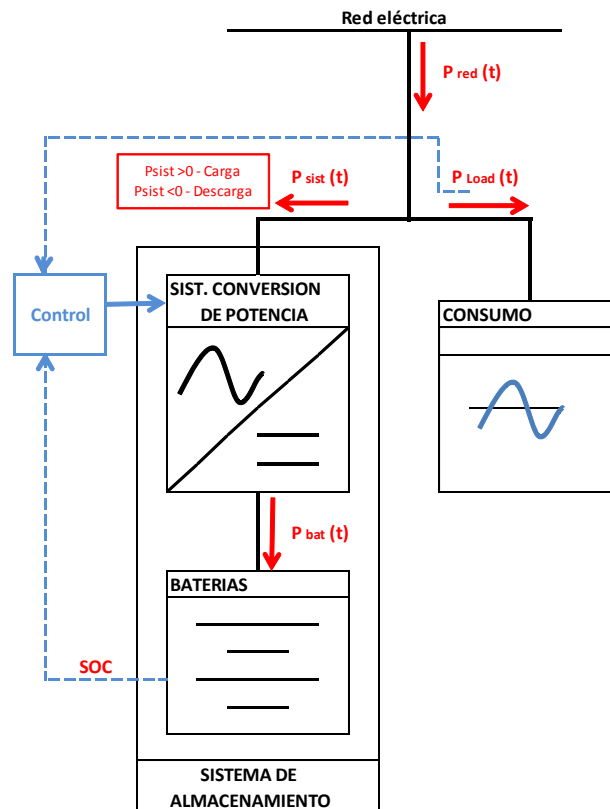 Red eléctrica
P red (t)
Psist >0 - Carga
Psist <0 - Descarga
P sist (t)
P Load (t)
SIST. CONVERSION
DE POTENCIA
Control
CONSUMO
P bat (t)
BATERIAS
SOC
SISTEMA DE
ALMACENAMIENTO